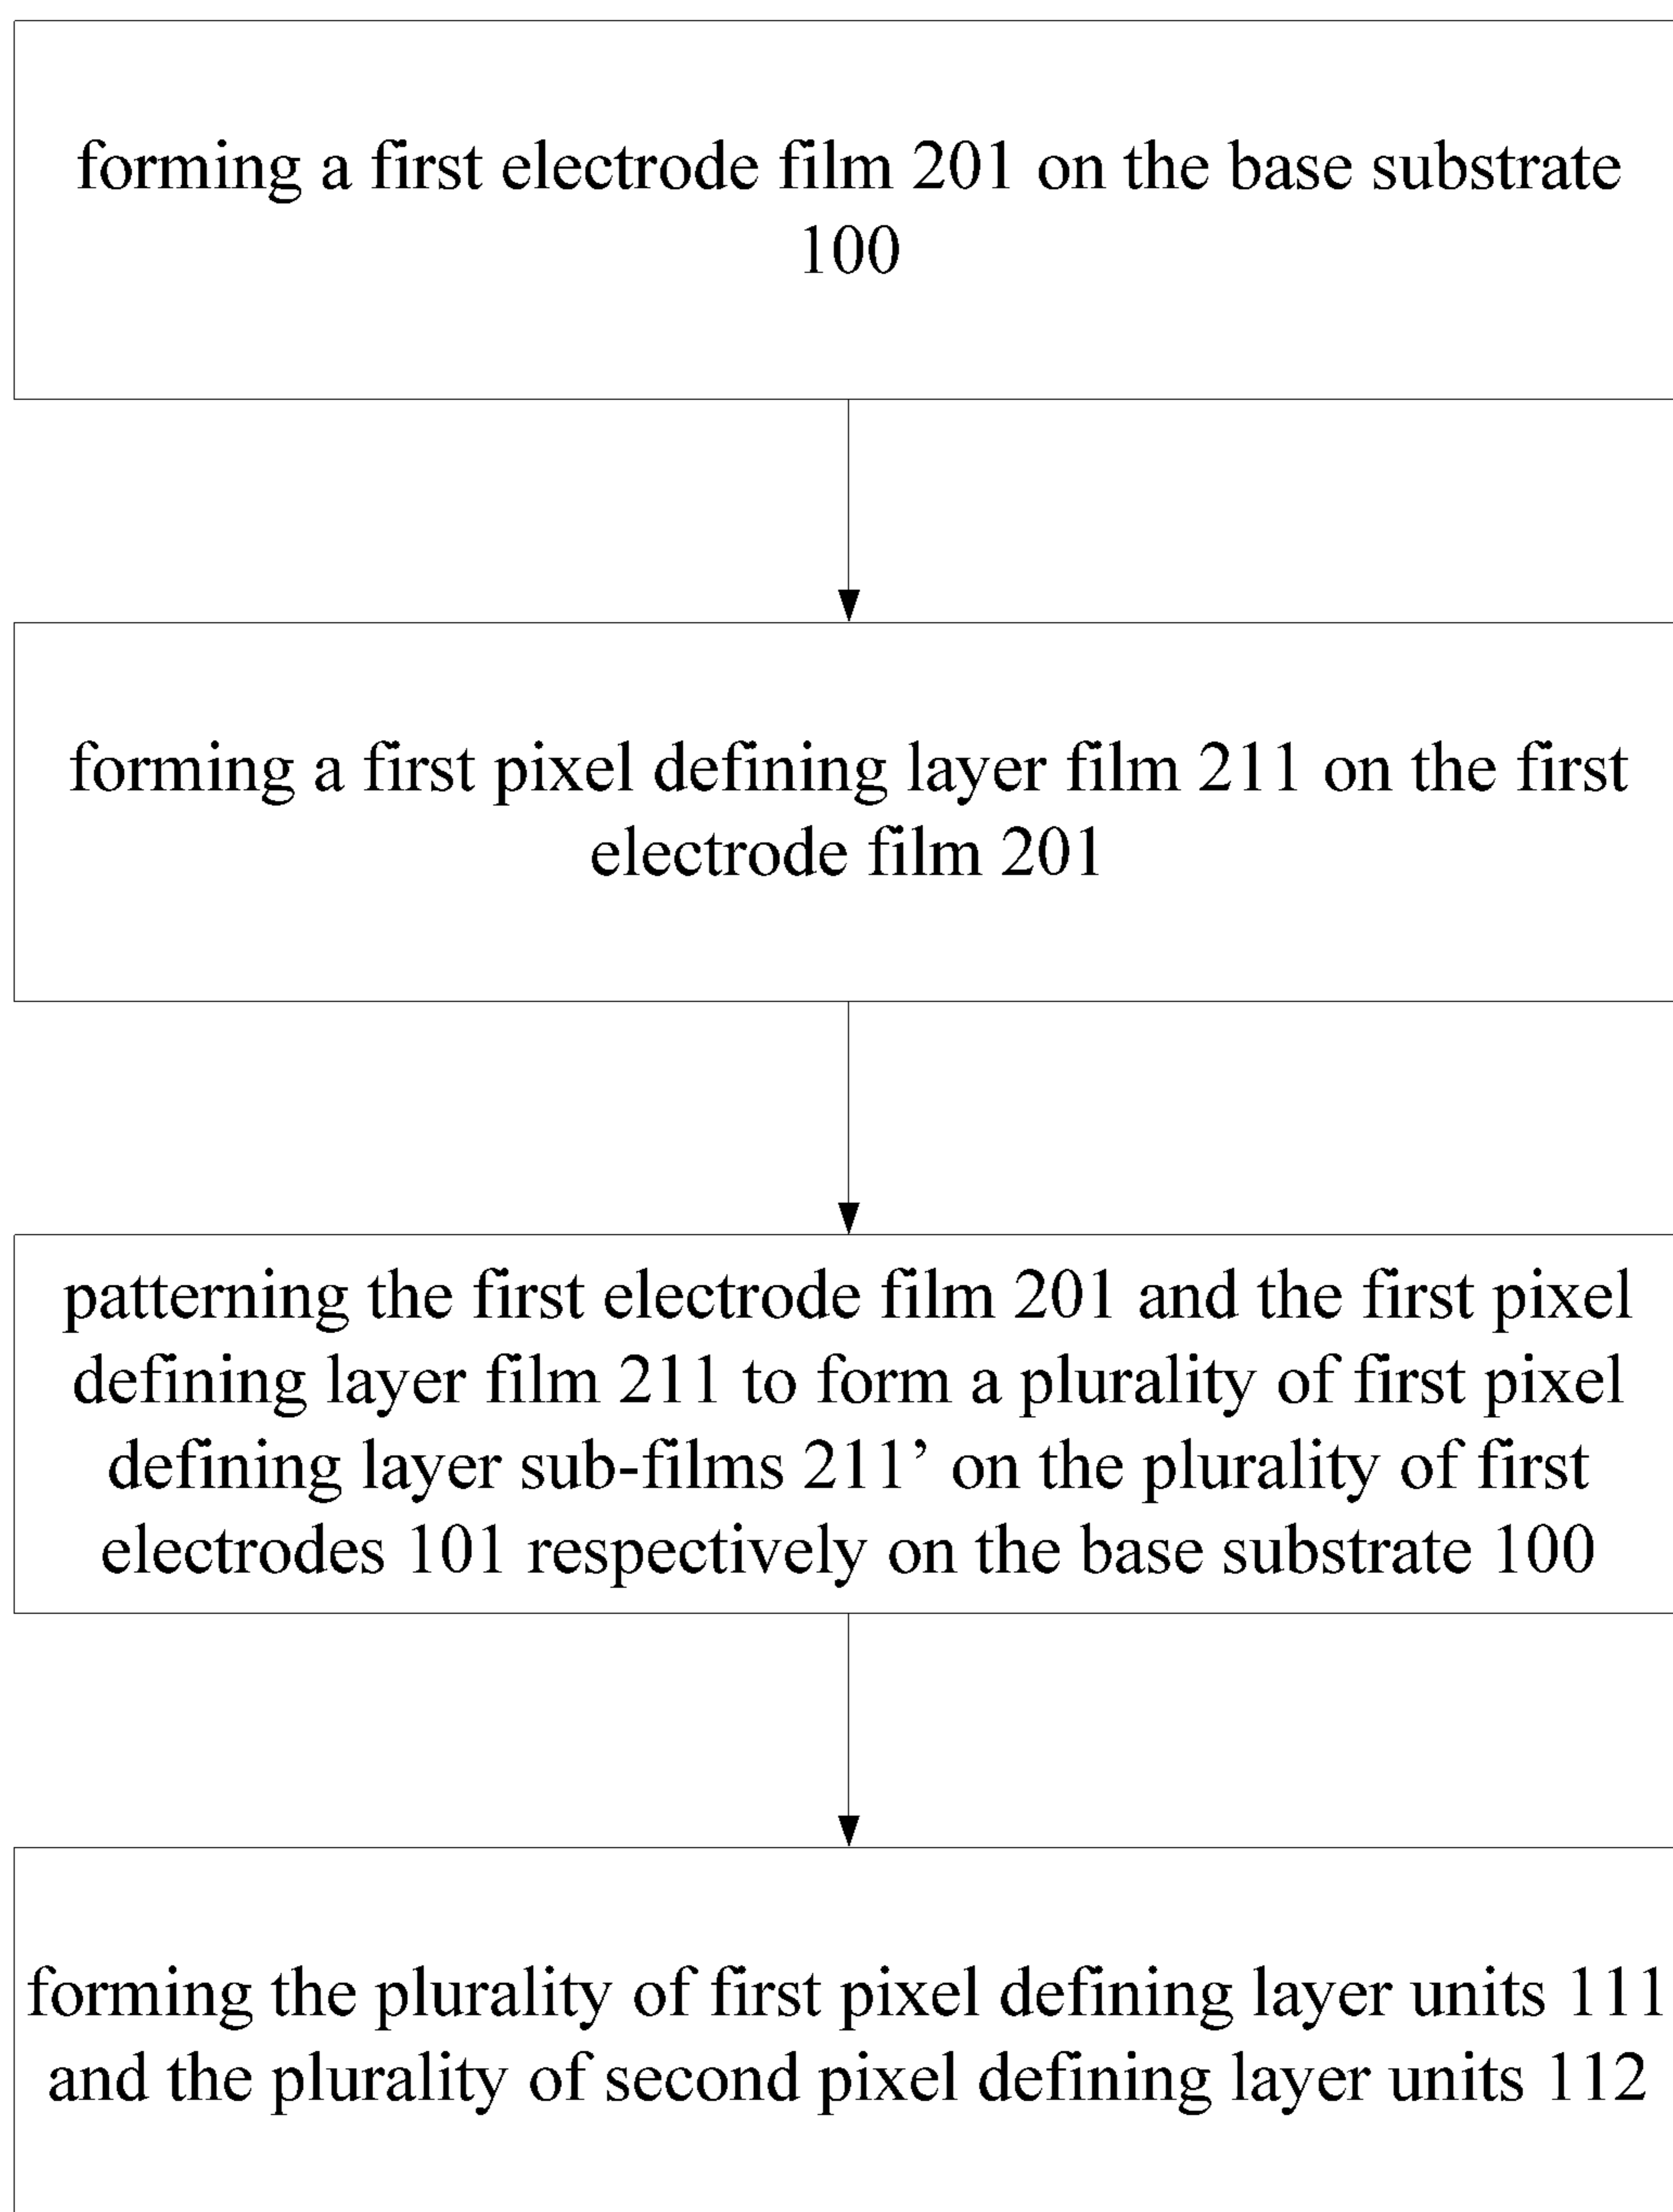 forming a first electrode film 201 on the base substrate
100
forming a first pixel defining layer film 211 on the first
electrode film 201
patterning the first electrode film 201 and the first pixel
defining layer film 211 to form a plurality of first pixel
defining layer sub-films 211’ on the plurality of first
electrodes 101 respectively on the base substrate 100
forming the plurality of first pixel defining layer units 111
and the plurality of second pixel defining layer units 112